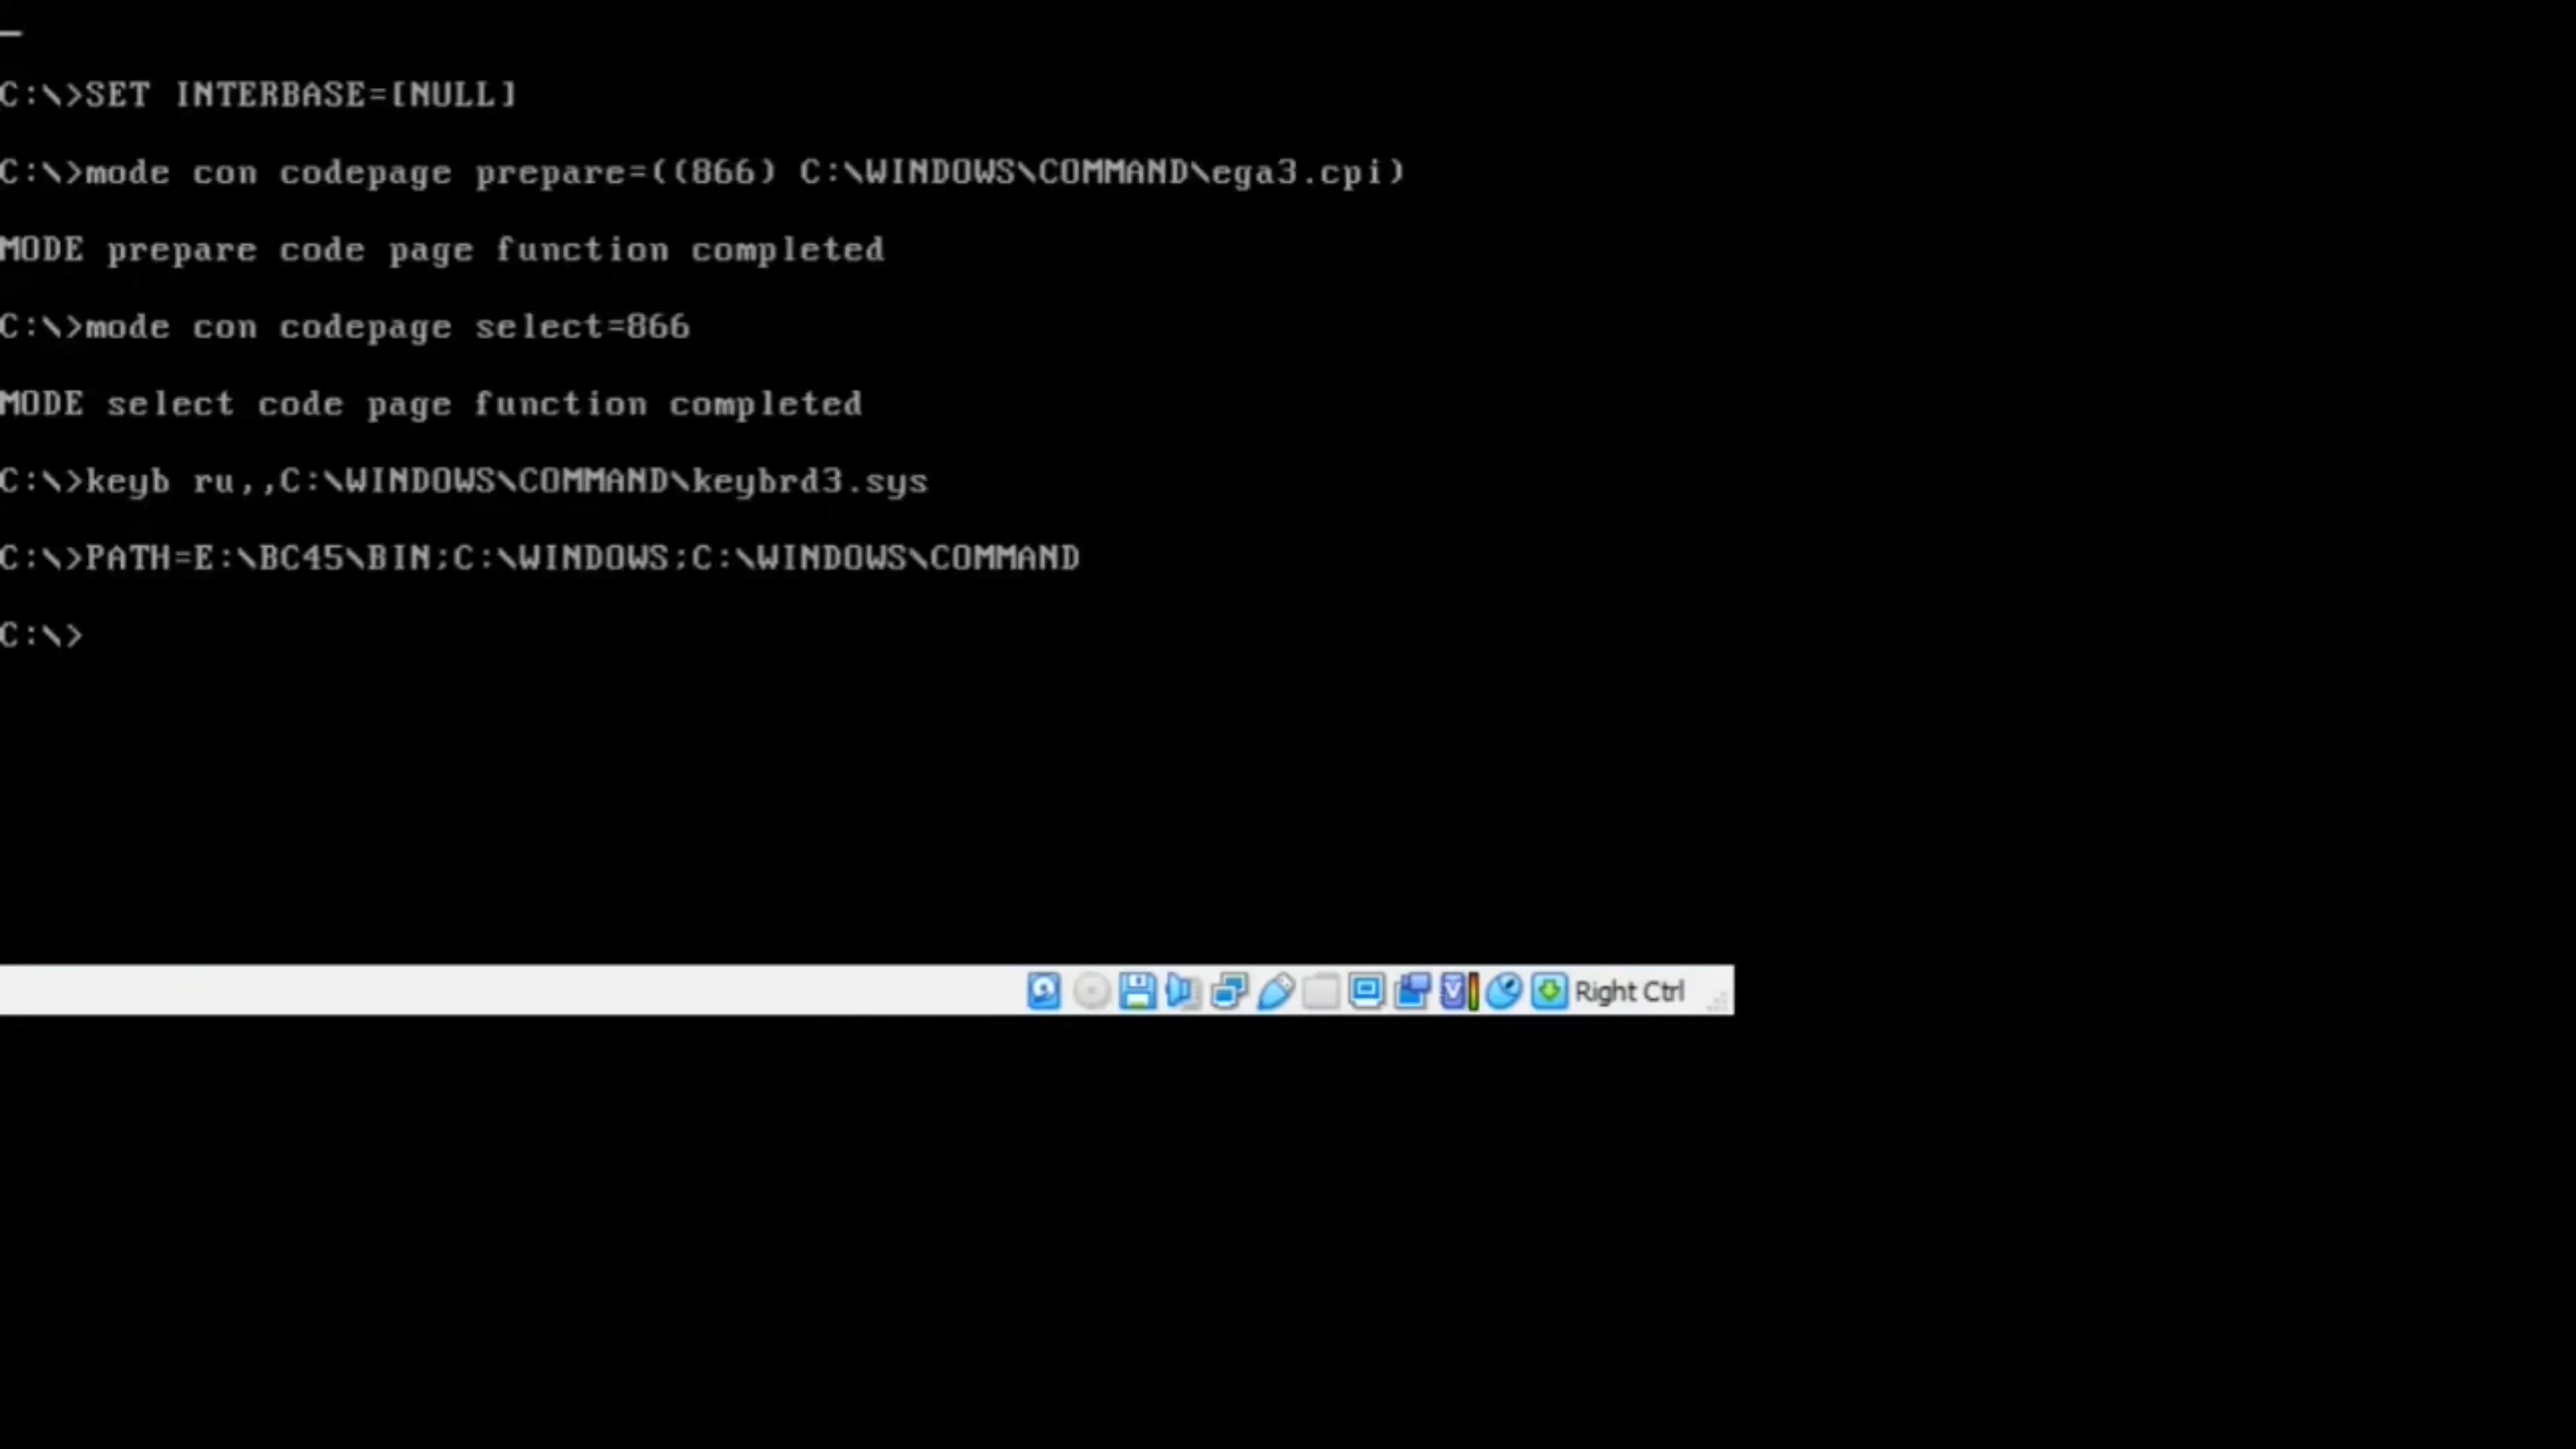 C:\>SET INTERBASE=[NULL]
C:\>mode con codepage prepare=((866) C:\WINDOWS\COMMAND\ega3.cpi)
MODE prepare code page function completed
C:\>mode con codepage select=866
MODE select code page function completed
C:\>keyb ru,,C:\WINDOWS\COMMAND\keybrd3.sys
C:\>PATH=E:\BC45\BIN;C:\WINDOWS;C:\WINDOWS\COMMAND
C:\>
Right Ctrl